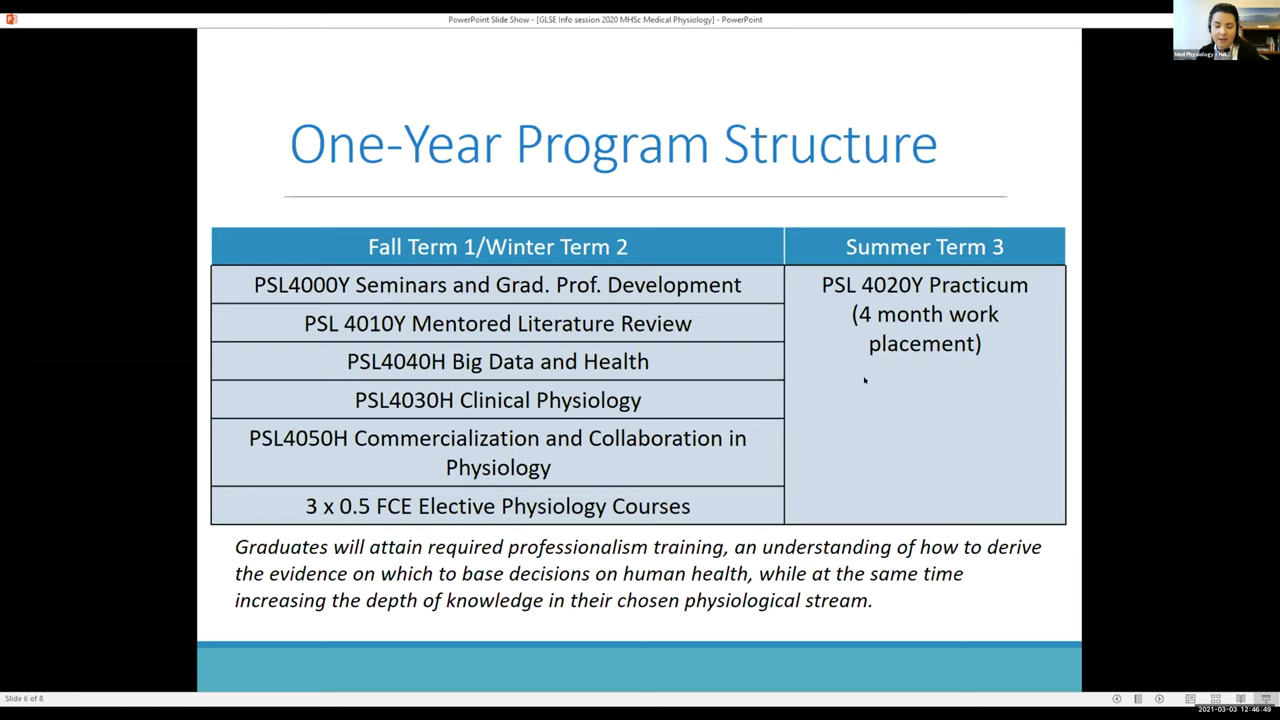 PowerPoint Slide Show - [GLSE Info session 2020 MHSc Medical Physiology] - PowerPoint
Med Physiology
One-Year Program Structure
Fall Term 1/Winter Term 2
Summer Term 3
PSL4000Y Seminars and Grad. Prof. Development
PSL 4010Y Mentored Literature Review
PSL4040H Big Data and Health
PSL4030H Clinical Physiology
PSL4050H Commercialization and Collaboration in
Physiology
3 x 0.5 FCE Elective Physiology Courses
PSL 4020Y Practicum
(4 month work
placement)
Graduates will attain required professionalism training, an understanding of how to derive
the evidence on which to base decisions on human health, while at the same time
increasing the depth of knowledge in their chosen physiological stream.
Slide 6 of 8
2021-03-03 12:46:49